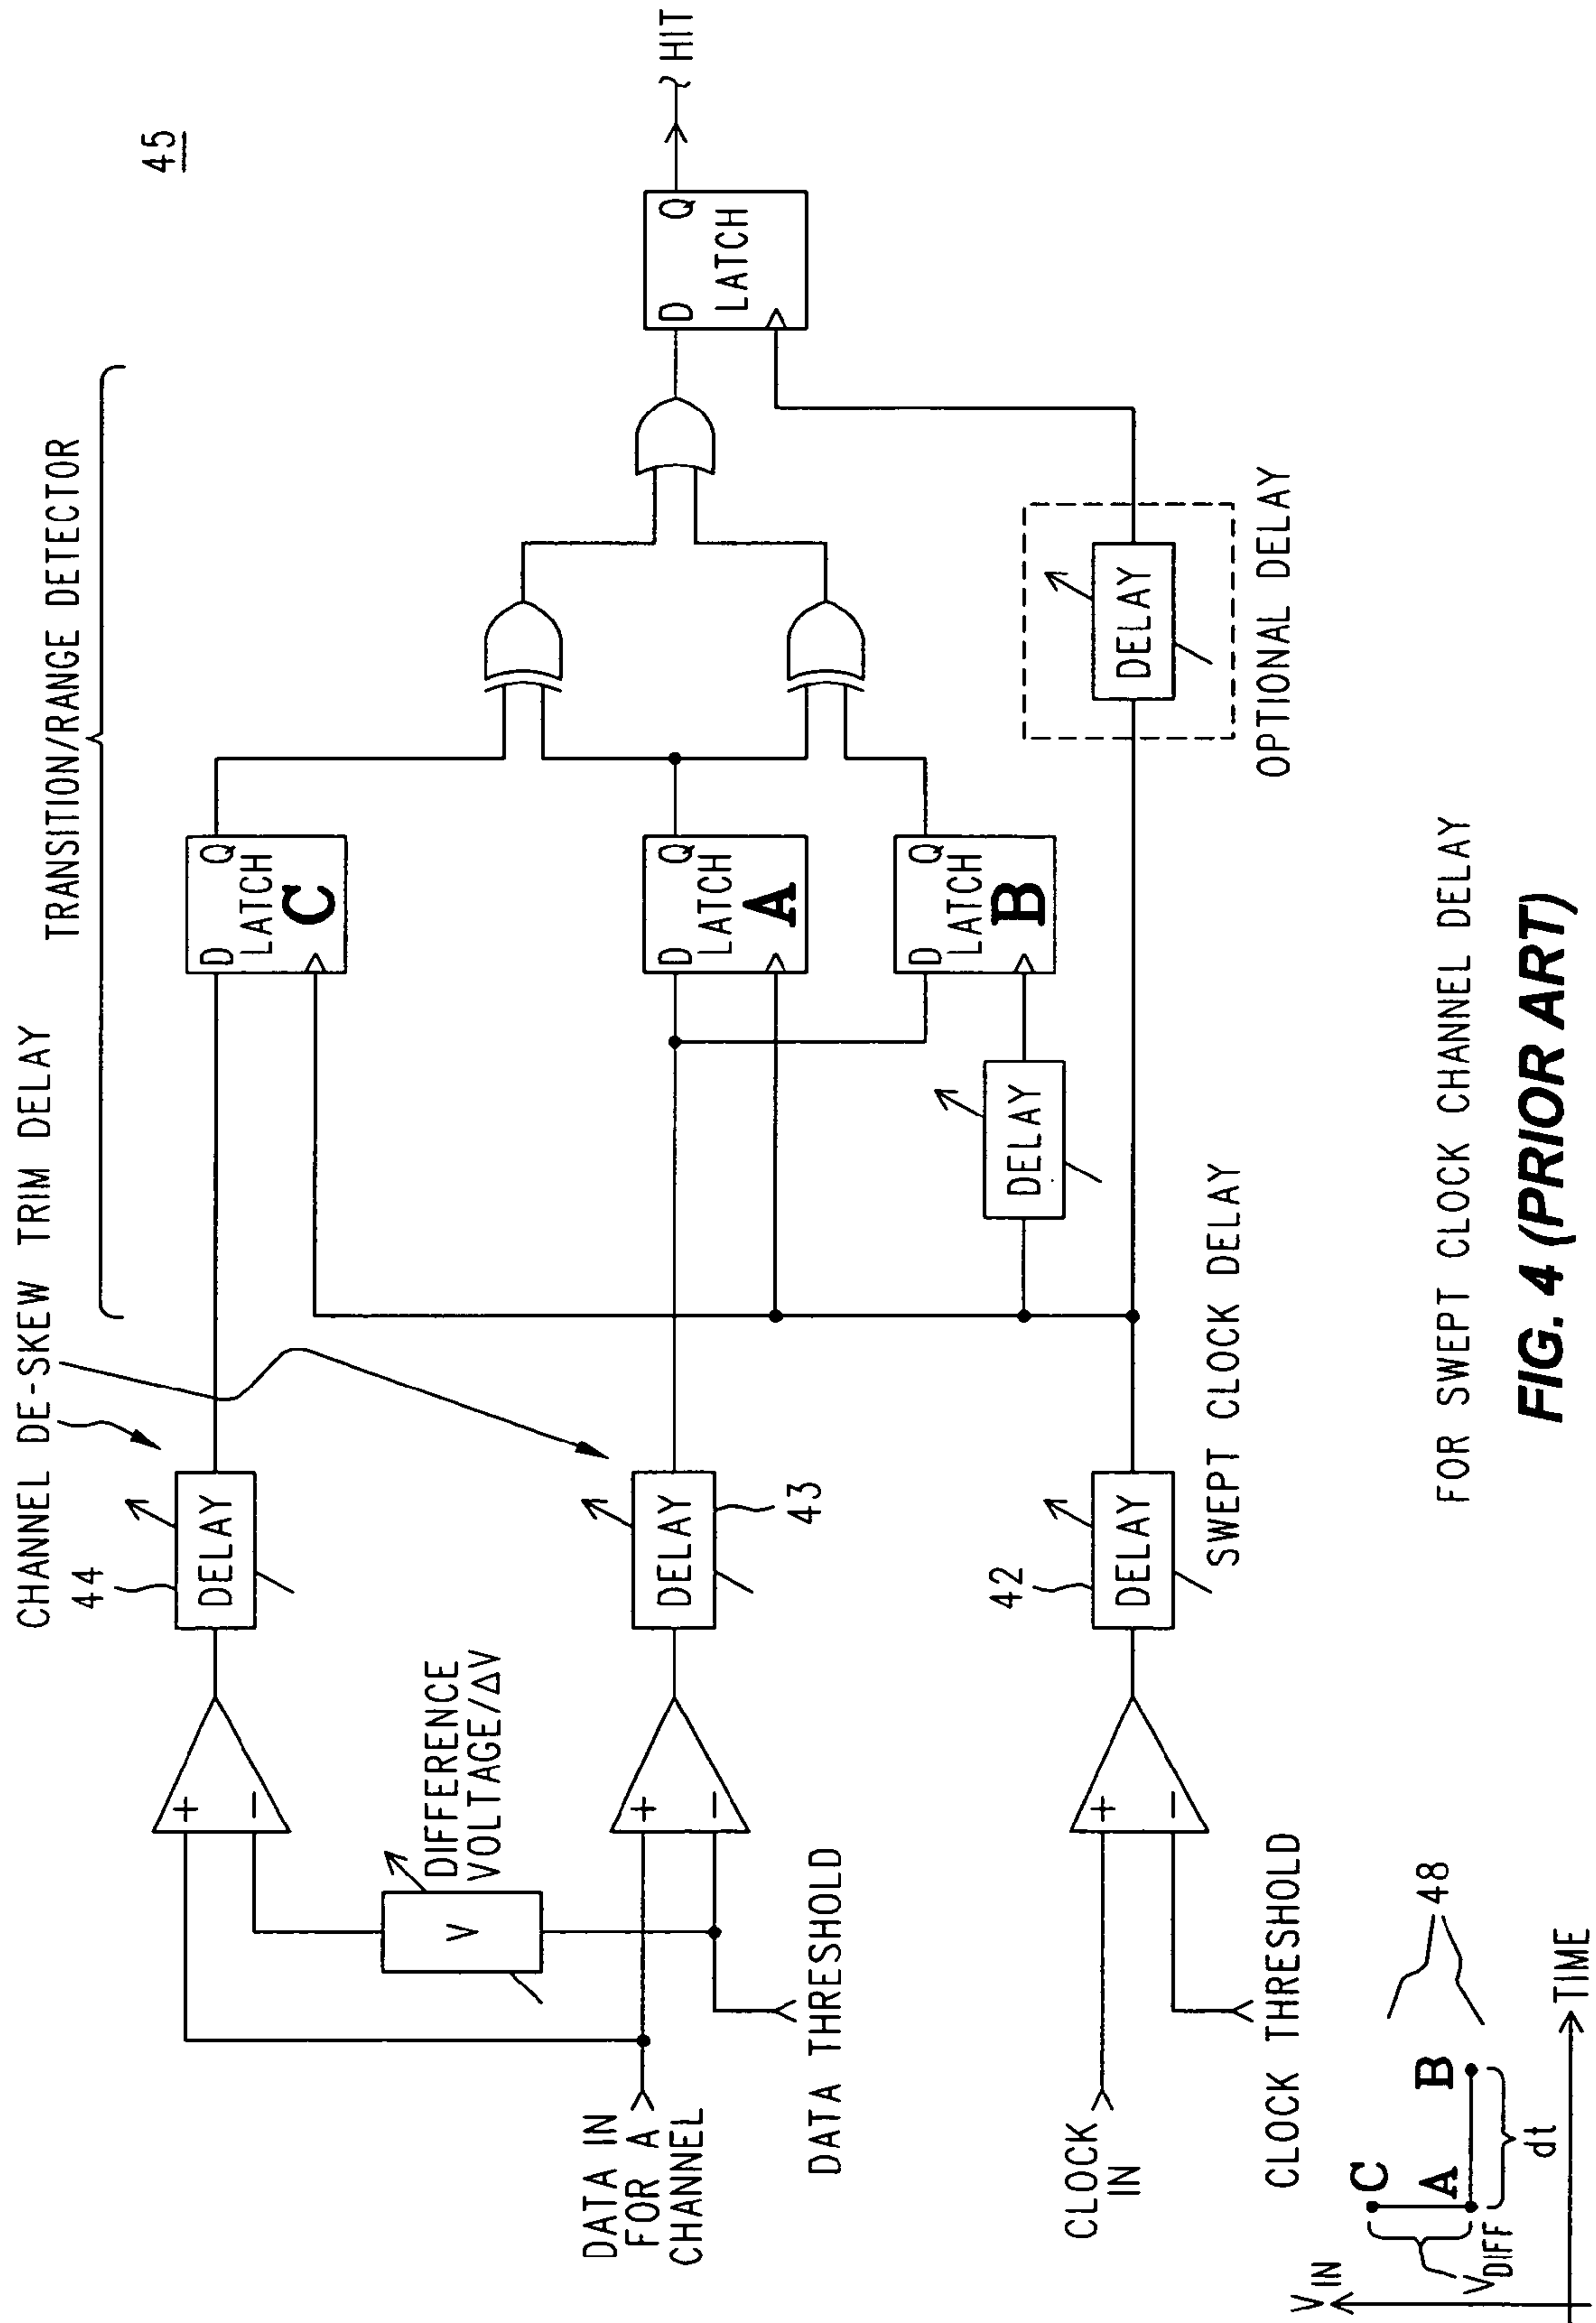 45
CHANNEL DE-SKEW TRIM DELAY
TRANSITION/RANGE DETECTOR
44
DELAY
D
Q
LATCH
C
+
−
DIFFERENCE
VOLTAGE/ΔV
V
DATA IN
FOR A
CHANNEL
+
−
DELAY
43
D
Q
LATCH
A
D
Q
LATCH
HIT
DATA THRESHOLD
DELAY
D
Q
LATCH
B
CLOCK
IN
+
−
42
DELAY
SWEPT CLOCK DELAY
DELAY
OPTIONAL DELAY
CLOCK THRESHOLD
VIN
VDIFF
C
A
B
dt
48
TIME
FOR SWEPT CLOCK CHANNEL DELAY
FIG. 4 (PRIOR ART)